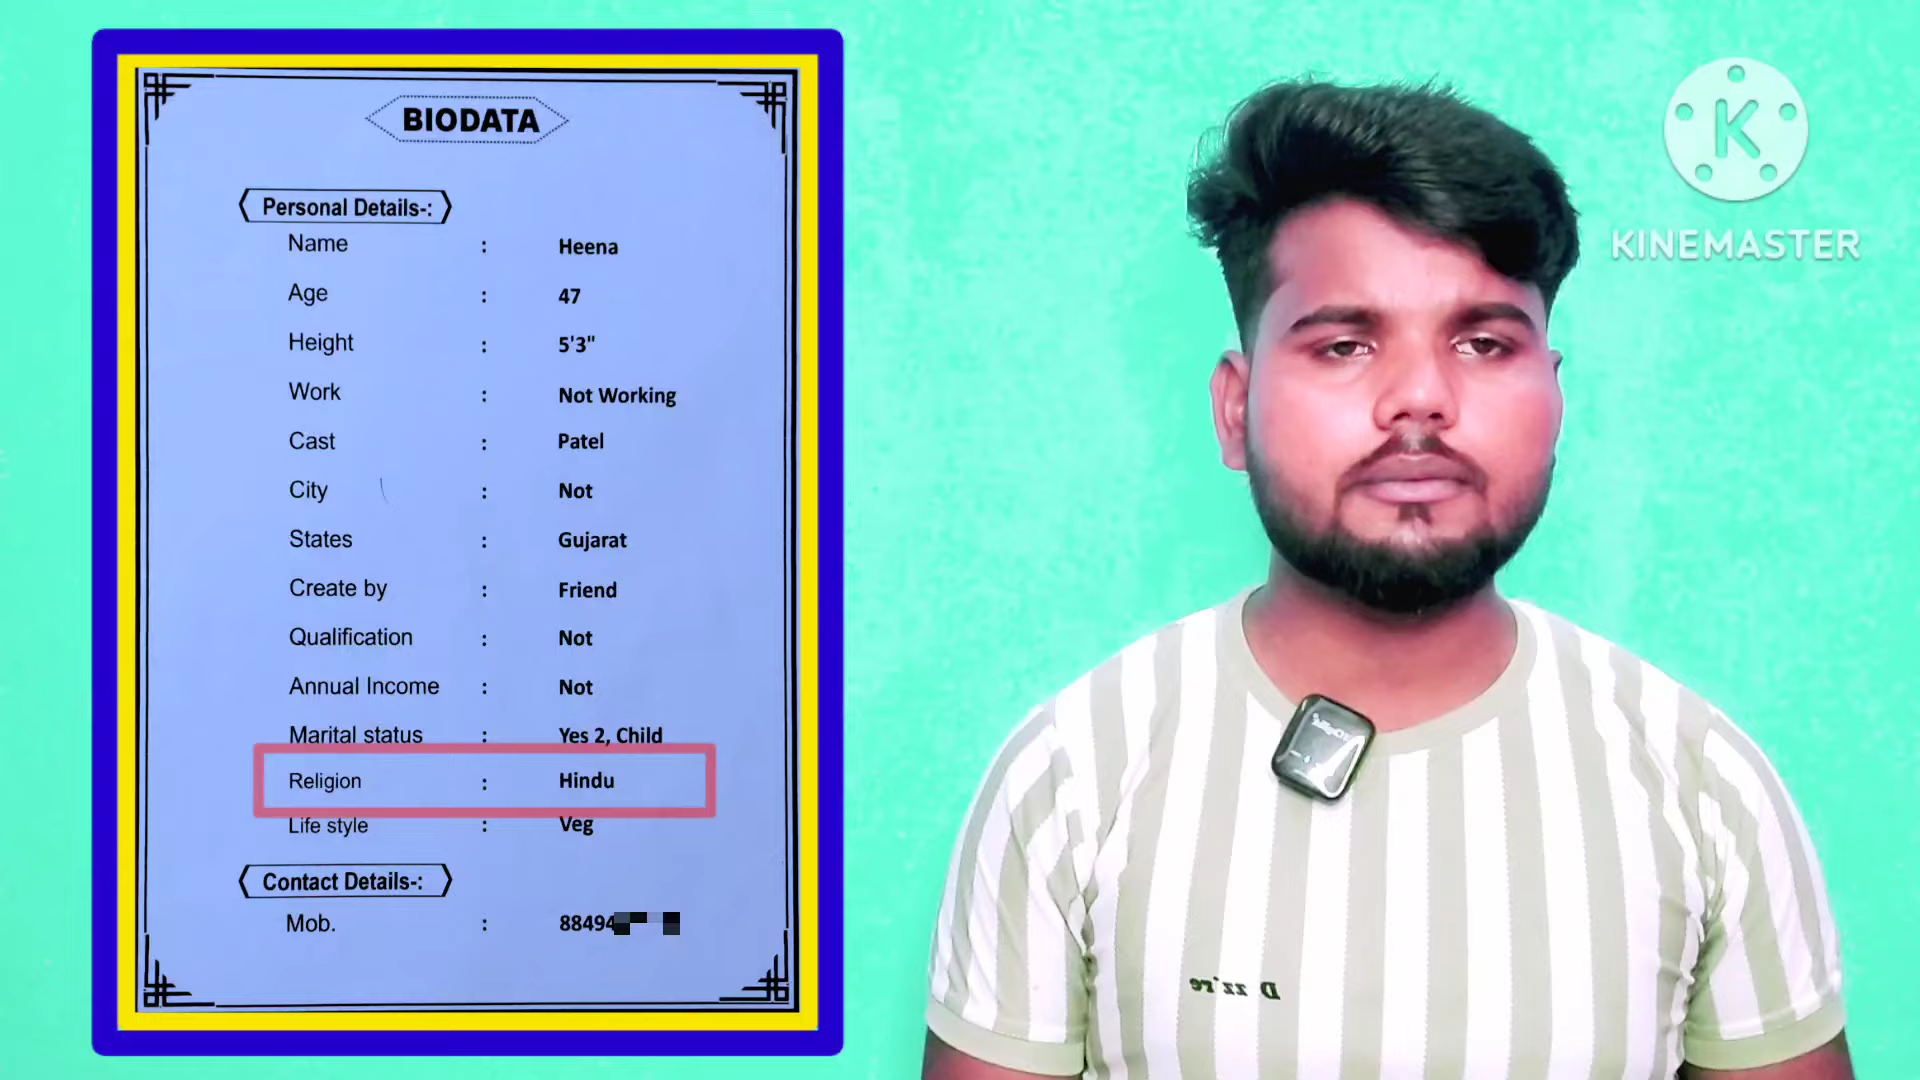 BIODATA
Personal Details-:
Name : Heena
Age : 47
Height : 5'3"
Work : Not Working
Cast : Patel
City : Not
States : Gujarat
Create by : Friend
Qualification : Not
Annual Income : Not
Marital status : Yes 2, Child
Religion : Hindu
Life style : Veg
Contact Details-:
Mob. : 88494
K
KINEMASTER